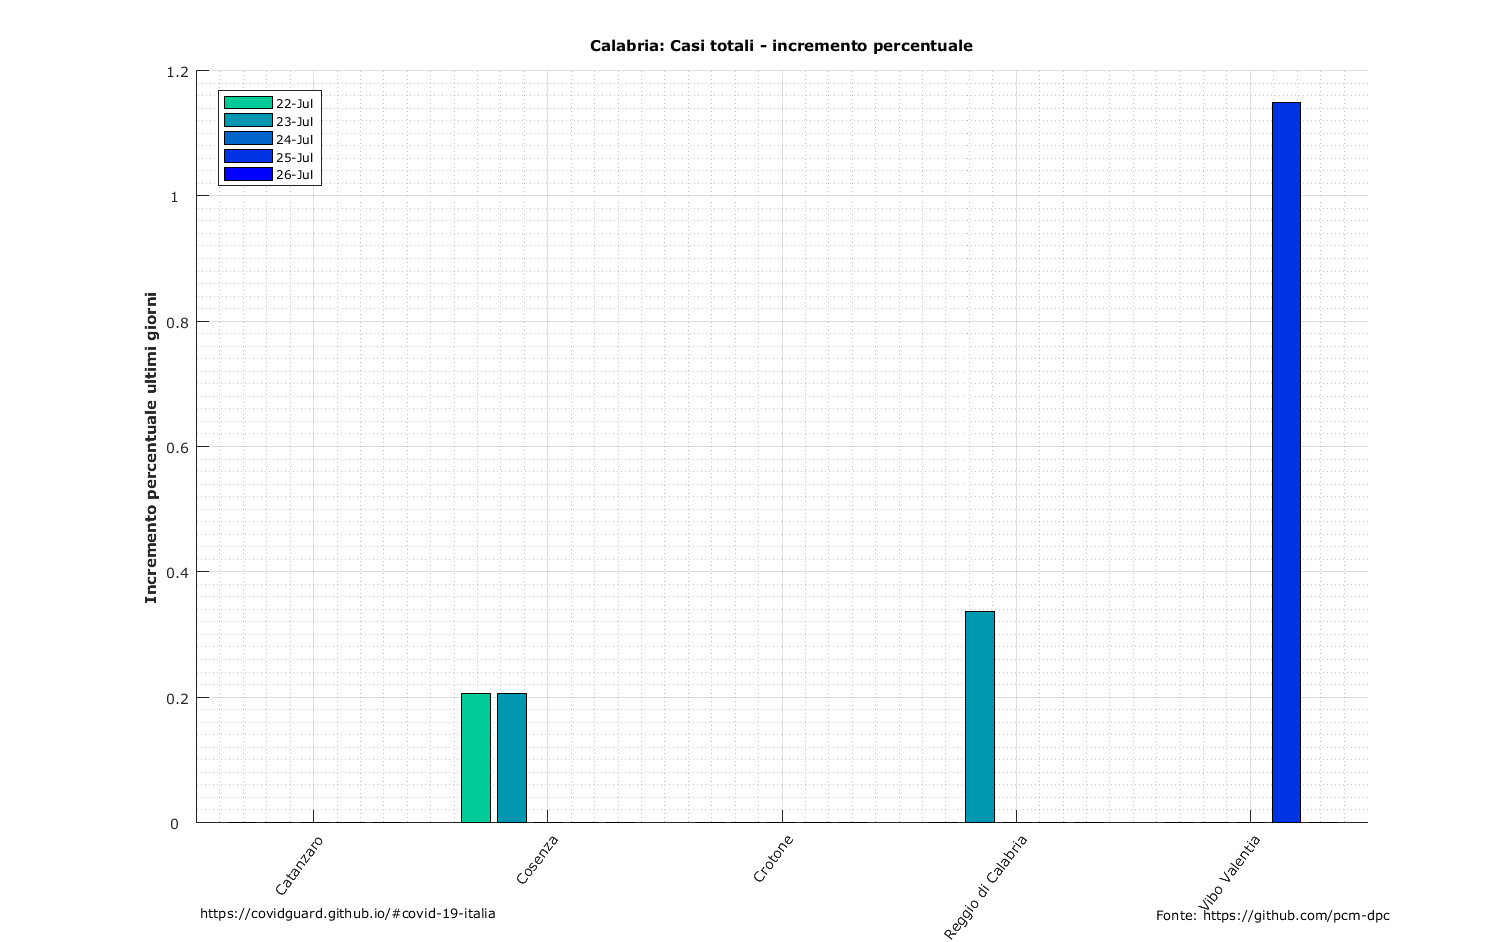 Calabria: Casi totali - incremento percentuale
1.2
1
0.8
0.6
0.4
0.2
0
Incremento percentuale ultimi giorni
22-Jul
23-Jul
24-Jul
25-Jul
26-Jul
Catanzaro
Cosenza
Crotone
Reggio di Calabria
Vibo Valentia
https://covidguard.github.io/#covid-19-italia
Fonte: https://github.com/pcm-dpc